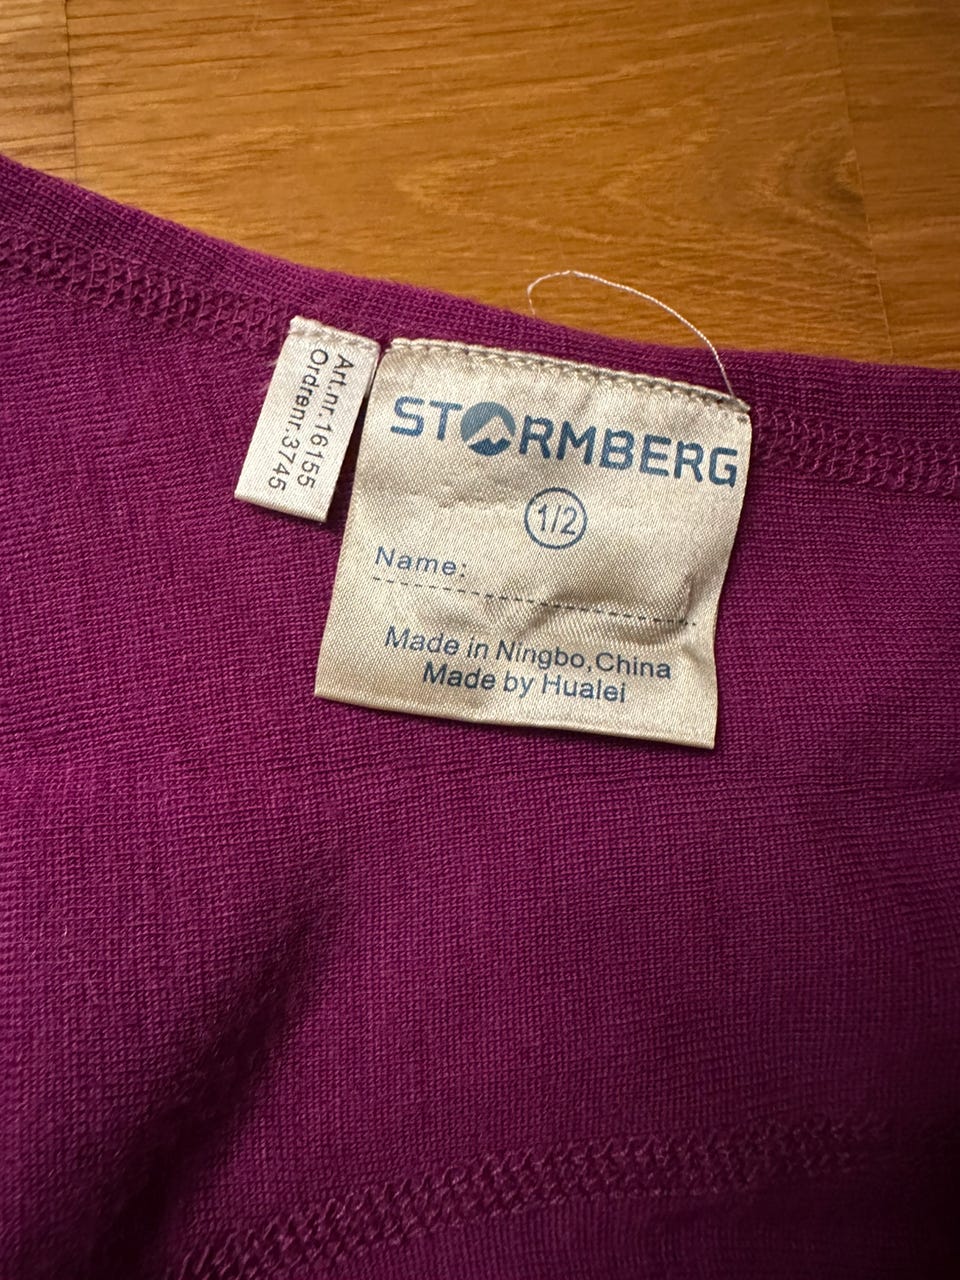 Art.nr.16155
Ordrenr.3745
STORMBERG
1/2
Name:
Made in Ningbo,China
Made by Hualei